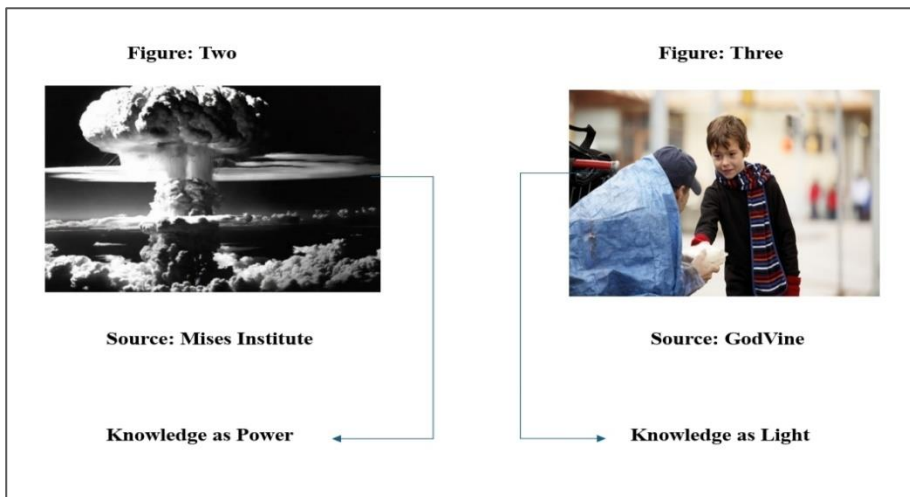 Figure: Two
Figure: Three
Source: Mises Institute
Source: GodVine
Knowledge as Power
Knowledge as Light